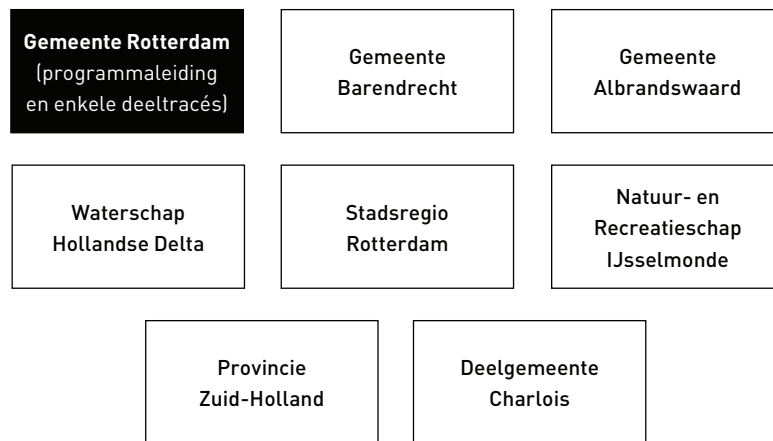 Gemeente Rotterdam
(programmaleiding
en enkele deeltracés)
Gemeente
Barendrecht
Gemeente
Albrandswaard
Waterschap
Hollandse Delta
Stadsregio
Rotterdam
Natuur- en
Recreatieschap
IJsselmonde
Provincie
Zuid-Holland
Deelgemeente
Charlois